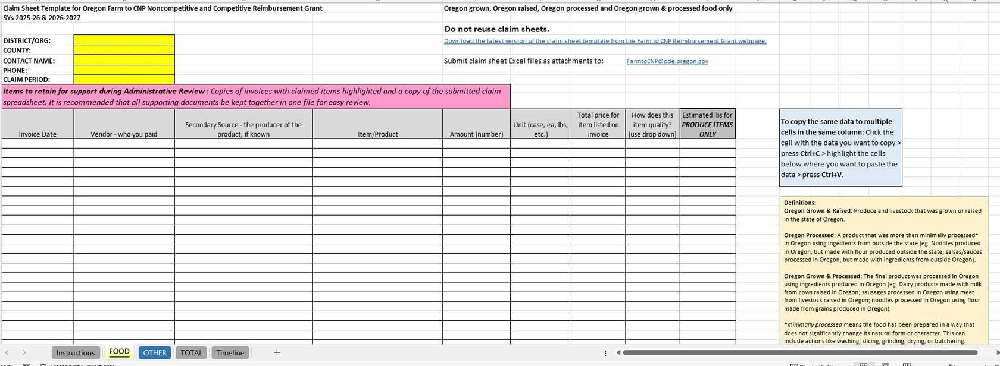 Claim Sheet Template for Oregon Farm to CNP Noncompetitive and Competitive Reimbursement Grant
Oregon grown, Oregon raised, Oregon processed and Oregon grown & processed food only
SYs 2025-26 & 2026-2027
Do not reuse claim sheets.
DISTRICT/ORG:
Download the latest version of the claim sheet template from the Farm to CNP Reimbursement Grant webpage.
COUNTY:
CONTACT NAME:
Submit claim sheet Excel files as attachments to:
FarmtoCNP@ode.oregon.gov
PHONE:
CLAIM PERIOD:
Items to retain for support during Administrative Review : Copies of invoices with claimed items highlighted and a copy of the submitted claim
spreadsheet. It is recommended that all supporting documents be kept together in one file for easy review.
Invoice Date
Vendor - who you paid
Secondary Source - the producer of the
product, if known
Item/Product
Amount (number)
Unit (case, ea, lbs,
etc.)
Total price for
item listed on
invoice
How does this
item qualify?
(use drop down)
Estimated lbs for
PRODUCE ITEMS
ONLY
To copy the same data to multiple
cells in the same column: Click the
cell with the data you want to copy >
press Ctrl+C > highlight the cells
below where you want to paste the
data > press Ctrl+V.
Definitions:
Oregon Grown & Raised: Produce and livestock that was grown or raised
in the state of Oregon.
Oregon Processed: A product that was more than minimally processed*
in Oregon using ingedients from outside the state (eg. Noodles produced
in Oregon, but made with flour produced outside the state; salsas/sauces
processed in Oregon, but made with ingredients from outside Oregon).
Oregon Grown & Processed: The final product was processed in Oregon
using ingredients produced in Oregon (eg. Dairy products made with milk
from cows raised in Oregon; sausages processed in Oregon using meat
from livestock raised in Oregon; noodles processed in Oregon using flour
made from grains produced in Oregon).
*minimally processed means the food has been prepared in a way that
does not significantly change its natural form or character. This can
include actions like washing, slicing, grinding, drying, or butchering.
Instructions
FOOD
OTHER
TOTAL
Timeline